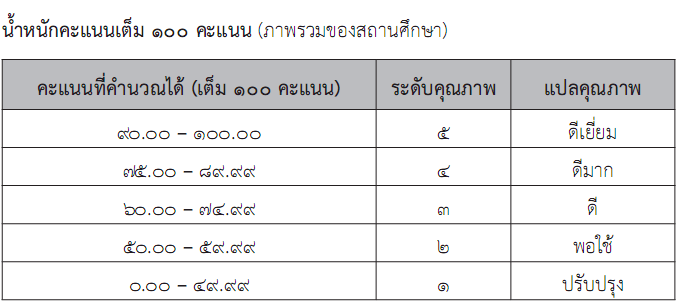 น้ำหนักคะแนนเต็ม ๑๐๐ คะแนน (ภาพรวมของสถานศึกษา)
คะแนนที่คำนวณได้ (เต็ม ๑๐๐ คะแนน) ระดับคุณภาพ แปลคุณภาพ
๙๐.๐๐ – ๑๐๐.๐๐ ๕ ดีเยี่ยม
๗๕.๐๐ – ๘๙.๙๙ ๔ ดีมาก
๖๐.๐๐ – ๗๔.๙๙ ๓ ดี
๕๐.๐๐ – ๕๙.๙๙ ๒ พอใช้
๐.๐๐ – ๔๙.๙๙ ๑ ปรับปรุง